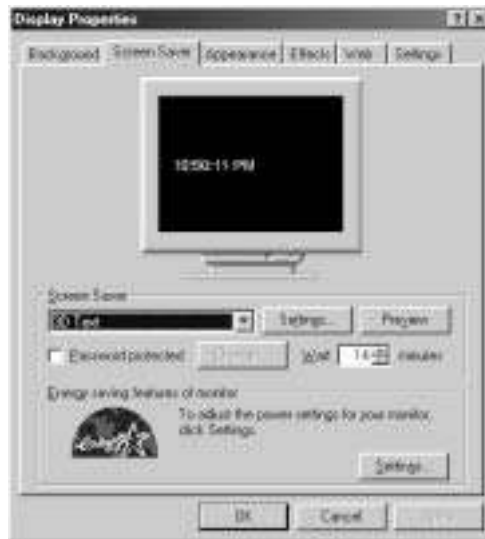 Display Properties
Background Screen Saver Appearance Effects Web Settings
10:50:11 PM
Screen Saver
3D Text Settings... Preview
Password protected Wait 14 minutes
Energy saving features of monitor
To adjust the power settings for your monitor,
click Settings.
Settings...
OK Cancel